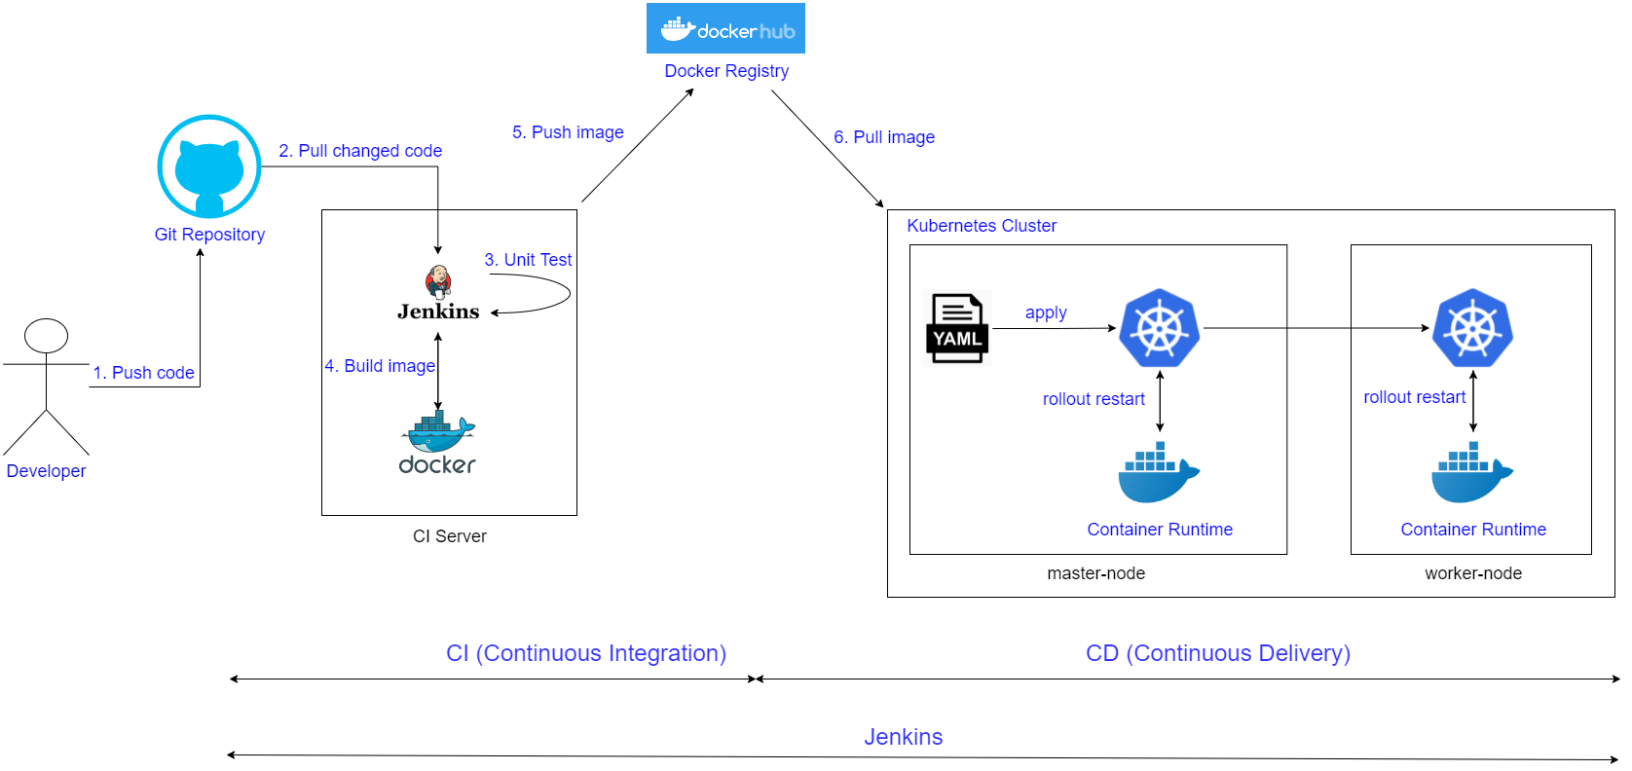 dockerhub
Docker Registry
5. Push image
6. Pull image
2. Pull changed code
Git Repository
1. Push code
Developer
3. Unit Test
Jenkins
4. Build image
docker
CI Server
Kubernetes Cluster
YAML
apply
rollout restart
rollout restart
Container Runtime
Container Runtime
master-node
worker-node
CI (Continuous Integration)
CD (Continuous Delivery)
Jenkins